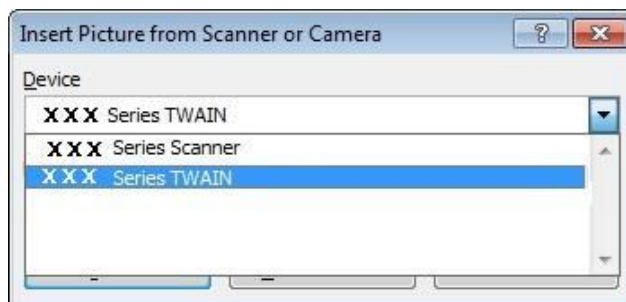 Insert Picture from Scanner or Camera
Device
XXX Series TWAIN
XXX Series Scanner
XXX Series TWAIN